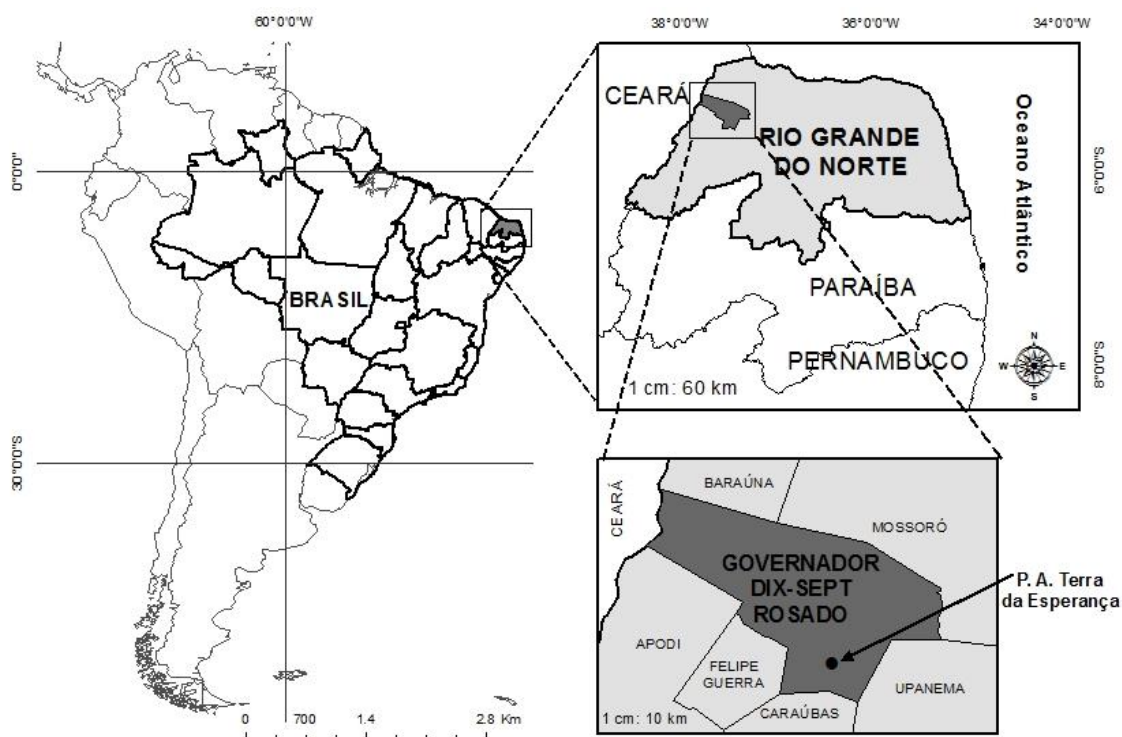 60°0'0"W
0°0'0"
30°0'0"S
BRASIL
0 700 1.4 2.8 Km
38°0'0"W 36°0'0"W 34°0'0"W
CEARÁ
RIO GRANDE
DO NORTE
Oceano Atlântico
6°0'0"S
PARAÍBA
PERNAMBUCO
8°0'0"S
N
W E
S
1 cm: 60 km
CEARÁ
BARAÚNA
MOSSORÓ
GOVERNADOR
DIX-SEPT
ROSADO
P. A. Terra
da Esperança
APODI
FELIPE
GUERRA
UPANEMA
CARAÚBAS
1 cm: 10 km